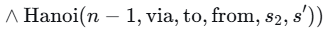 ∧ Hanoi(n − 1, via, to, from, s₂, s′))